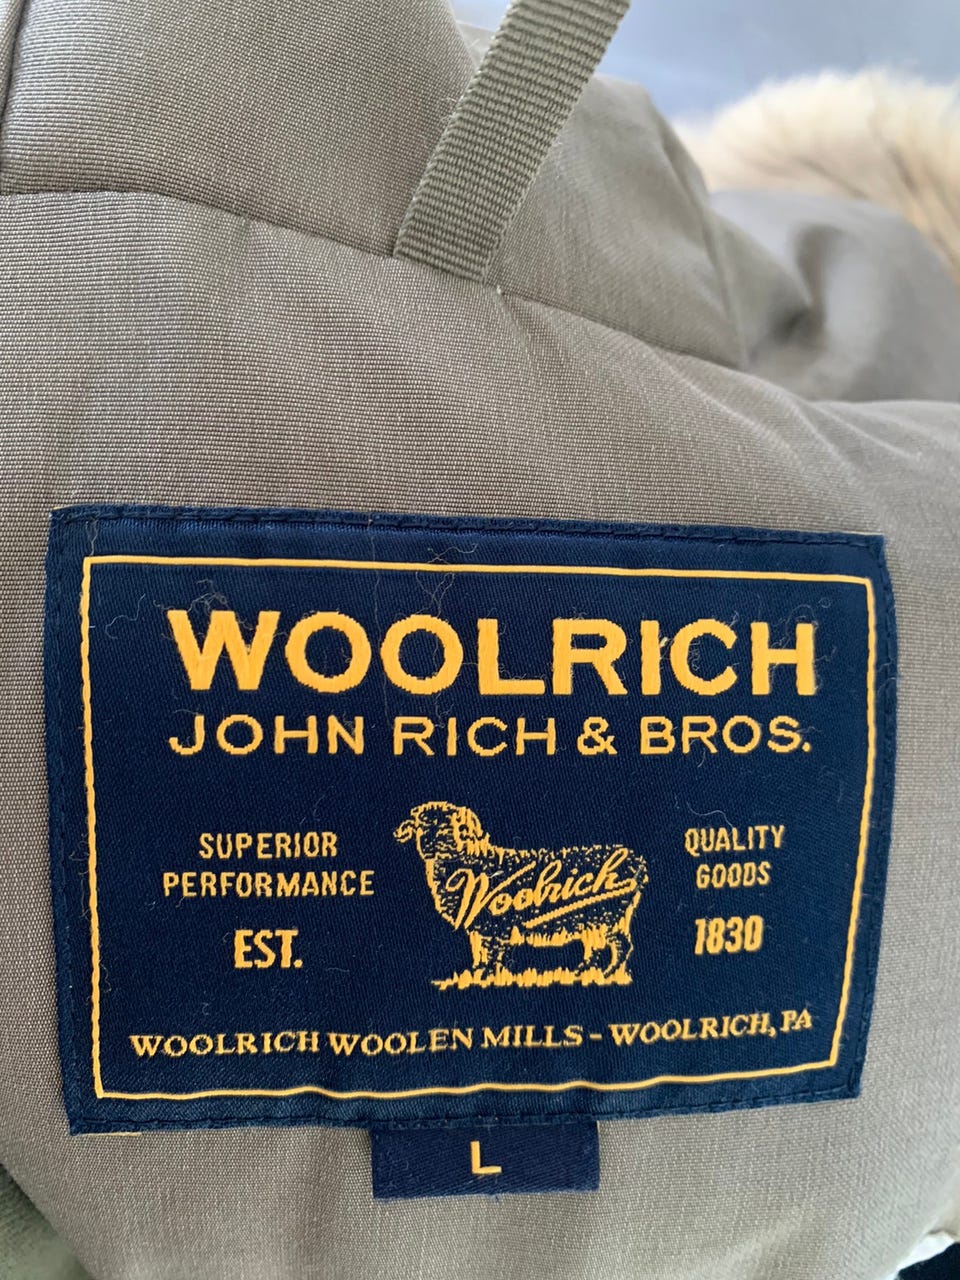 WOOLRICH
JOHN RICH & BROS.
SUPERIOR
PERFORMANCE
EST.
Woolrich
QUALITY
GOODS
1830
WOOLRICH WOOLEN MILLS - WOOLRICH, PA
L